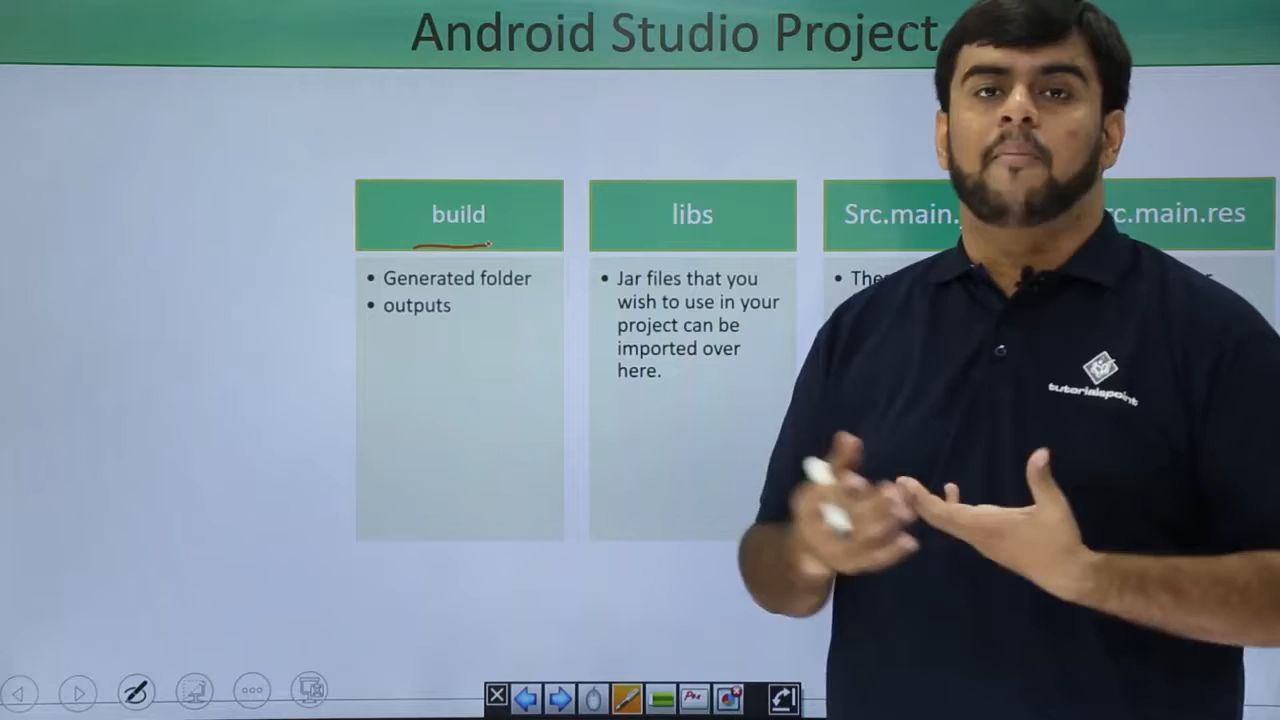 Android Studio Project
build
• Generated folder
• outputs
libs
• Jar files that you
wish to use in your
project can be
imported over
here.
Src.main.
rc.main.res
tutorialspoint
Pen